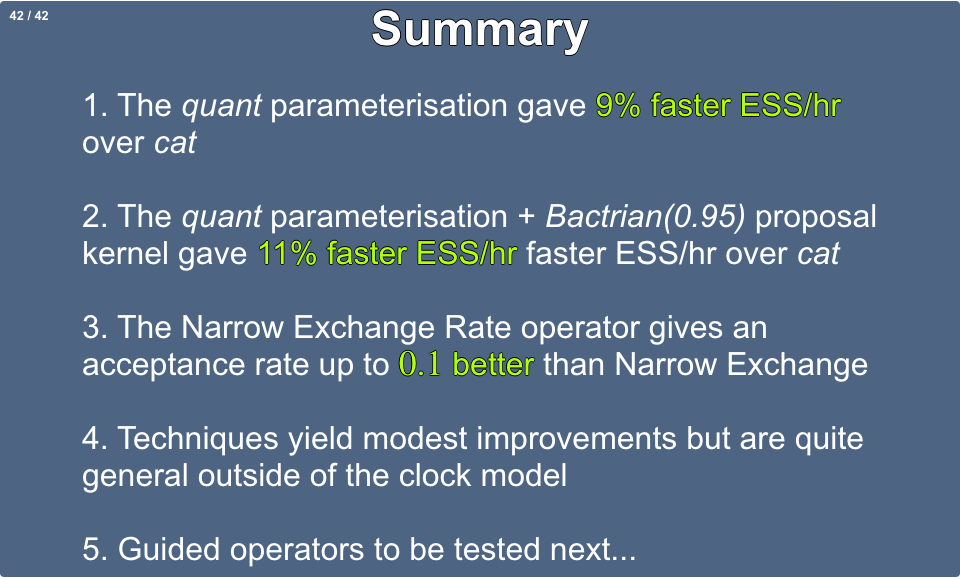 42 / 42
Summary
1. The quant parameterisation gave 9% faster ESS/hr
over cat
2. The quant parameterisation + Bactrian(0.95) proposal
kernel gave 11% faster ESS/hr faster ESS/hr over cat
3. The Narrow Exchange Rate operator gives an
acceptance rate up to 0.1 better than Narrow Exchange
4. Techniques yield modest improvements but are quite
general outside of the clock model
5. Guided operators to be tested next...